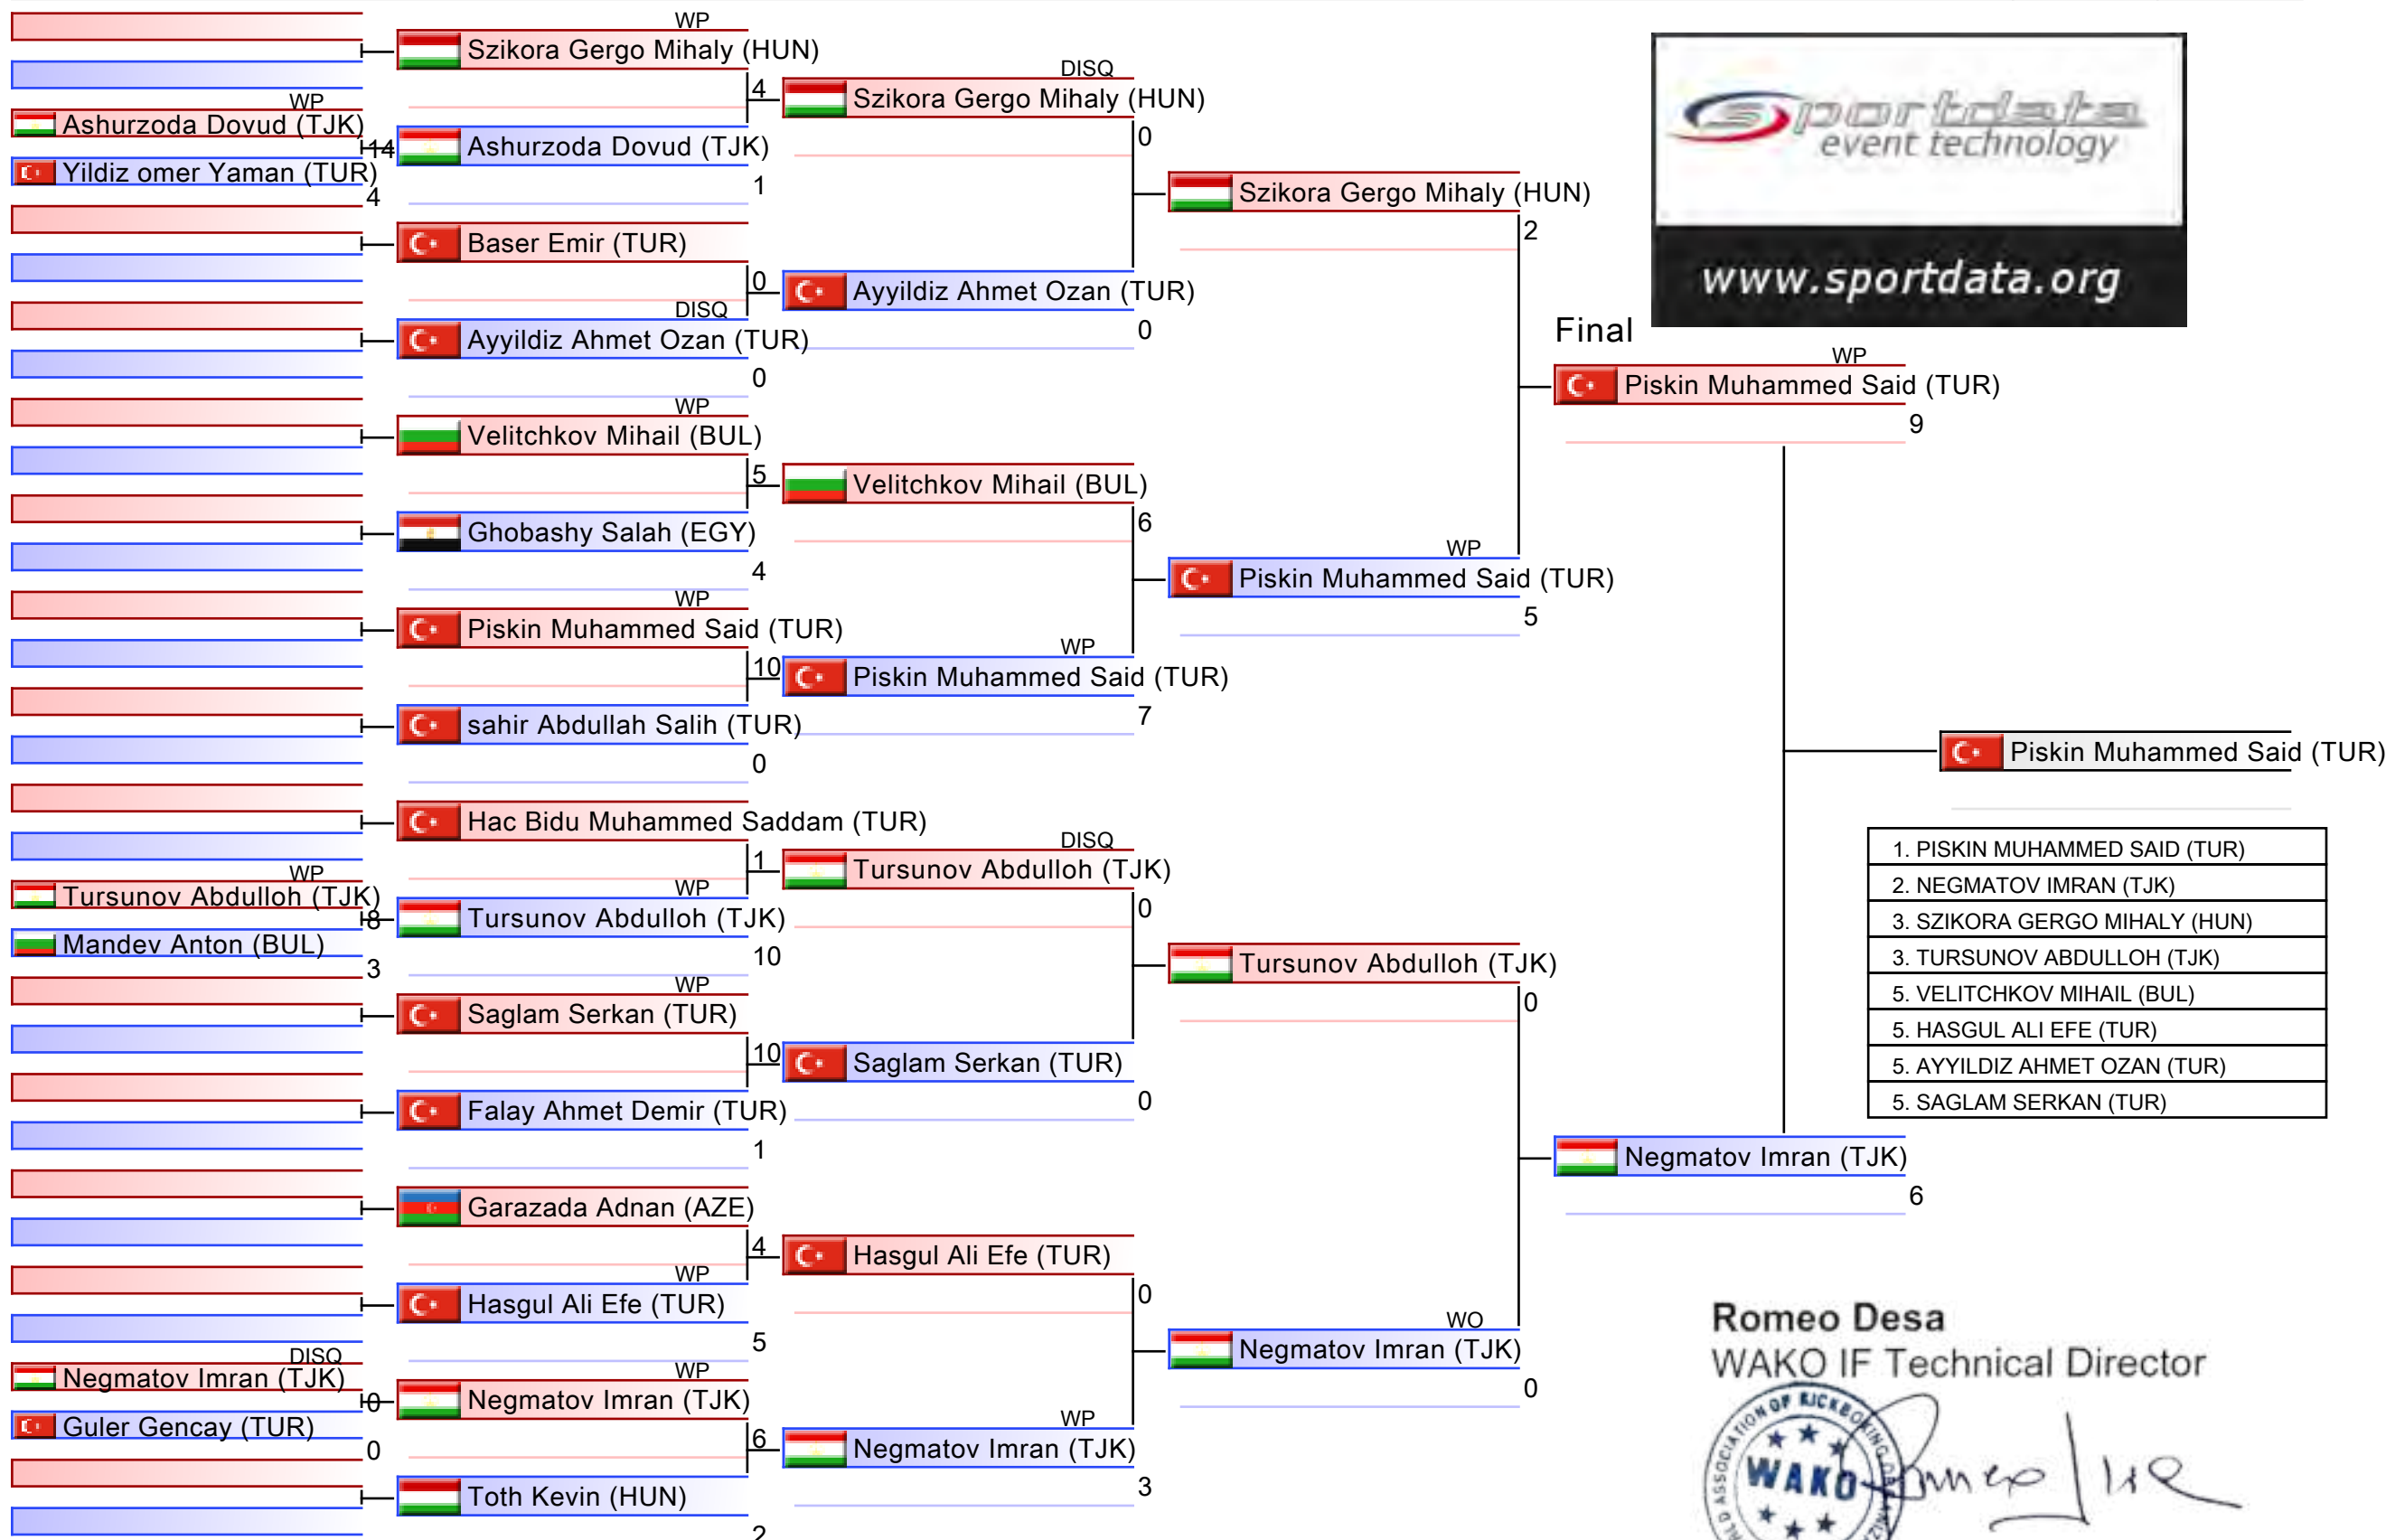 WP
Ashurzoda Dovud (TJK)
14
Yildiz omer Yaman (TUR)
4
WP
Tursunov Abdulloh (TJK)
8
Mandev Anton (BUL)
3
DISQ
Negmatov Imran (TJK)
0
Guler Gencay (TUR)
0
WP
Szikora Gergo Mihaly (HUN)
4
Ashurzoda Dovud (TJK)
1
Baser Emir (TUR)
0
DISQ
Ayyildiz Ahmet Ozan (TUR)
0
WP
Velitchkov Mihail (BUL)
5
Ghobashy Salah (EGY)
4
WP
Piskin Muhammed Said (TUR)
10
sahir Abdullah Salih (TUR)
0
Hac Bidu Muhammed Saddam (TUR)
1
WP
Tursunov Abdulloh (TJK)
10
WP
Saglam Serkan (TUR)
10
Falay Ahmet Demir (TUR)
1
Garazada Adnan (AZE)
4
WP
Hasgul Ali Efe (TUR)
5
WP
Negmatov Imran (TJK)
6
Toth Kevin (HUN)
2
DISQ
Szikora Gergo Mihaly (HUN)
0
Ayyildiz Ahmet Ozan (TUR)
0
Velitchkov Mihail (BUL)
6
WP
Piskin Muhammed Said (TUR)
7
DISQ
Tursunov Abdulloh (TJK)
0
Saglam Serkan (TUR)
0
Hasgul Ali Efe (TUR)
0
WP
Negmatov Imran (TJK)
3
Szikora Gergo Mihaly (HUN)
2
WP
Piskin Muhammed Said (TUR)
5
Tursunov Abdulloh (TJK)
0
WO
Negmatov Imran (TJK)
0
sportdata
event technology
www.sportdata.org
Final
WP
Piskin Muhammed Said (TUR)
9
Negmatov Imran (TJK)
6
Piskin Muhammed Said (TUR)
1. PISKIN MUHAMMED SAID (TUR)
2. NEGMATOV IMRAN (TJK)
3. SZIKORA GERGO MIHALY (HUN)
3. TURSUNOV ABDULLOH (TJK)
5. VELITCHKOV MIHAIL (BUL)
5. HASGUL ALI EFE (TUR)
5. AYYILDIZ AHMET OZAN (TUR)
5. SAGLAM SERKAN (TUR)
Romeo Desa
WAKO IF Technical Director
ASSOCIATION OF KICKBOXING
WAKO